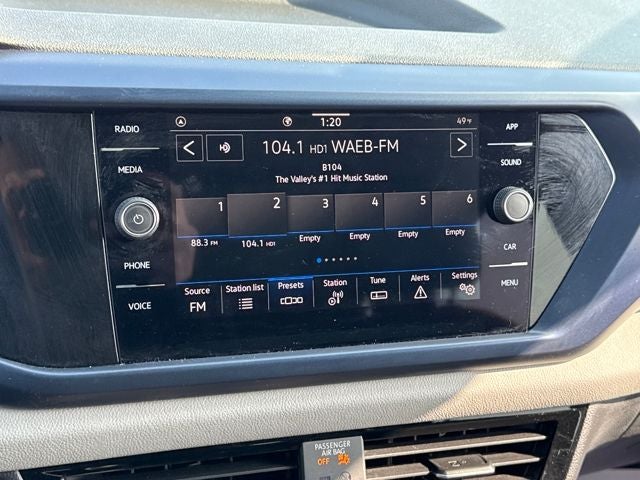 1:20
49°F
RADIO
MEDIA
PHONE
VOICE
104.1 HD1 WAEB-FM
B104
The Valley's #1 Hit Music Station
1 2 3 4 5 6
88.3 FM 104.1 HD1 Empty Empty Empty Empty
Source Station list Presets Station Tune Alerts Settings
FM
APP
SOUND
CAR
MENU
PASSENGER
AIR BAG
OFF